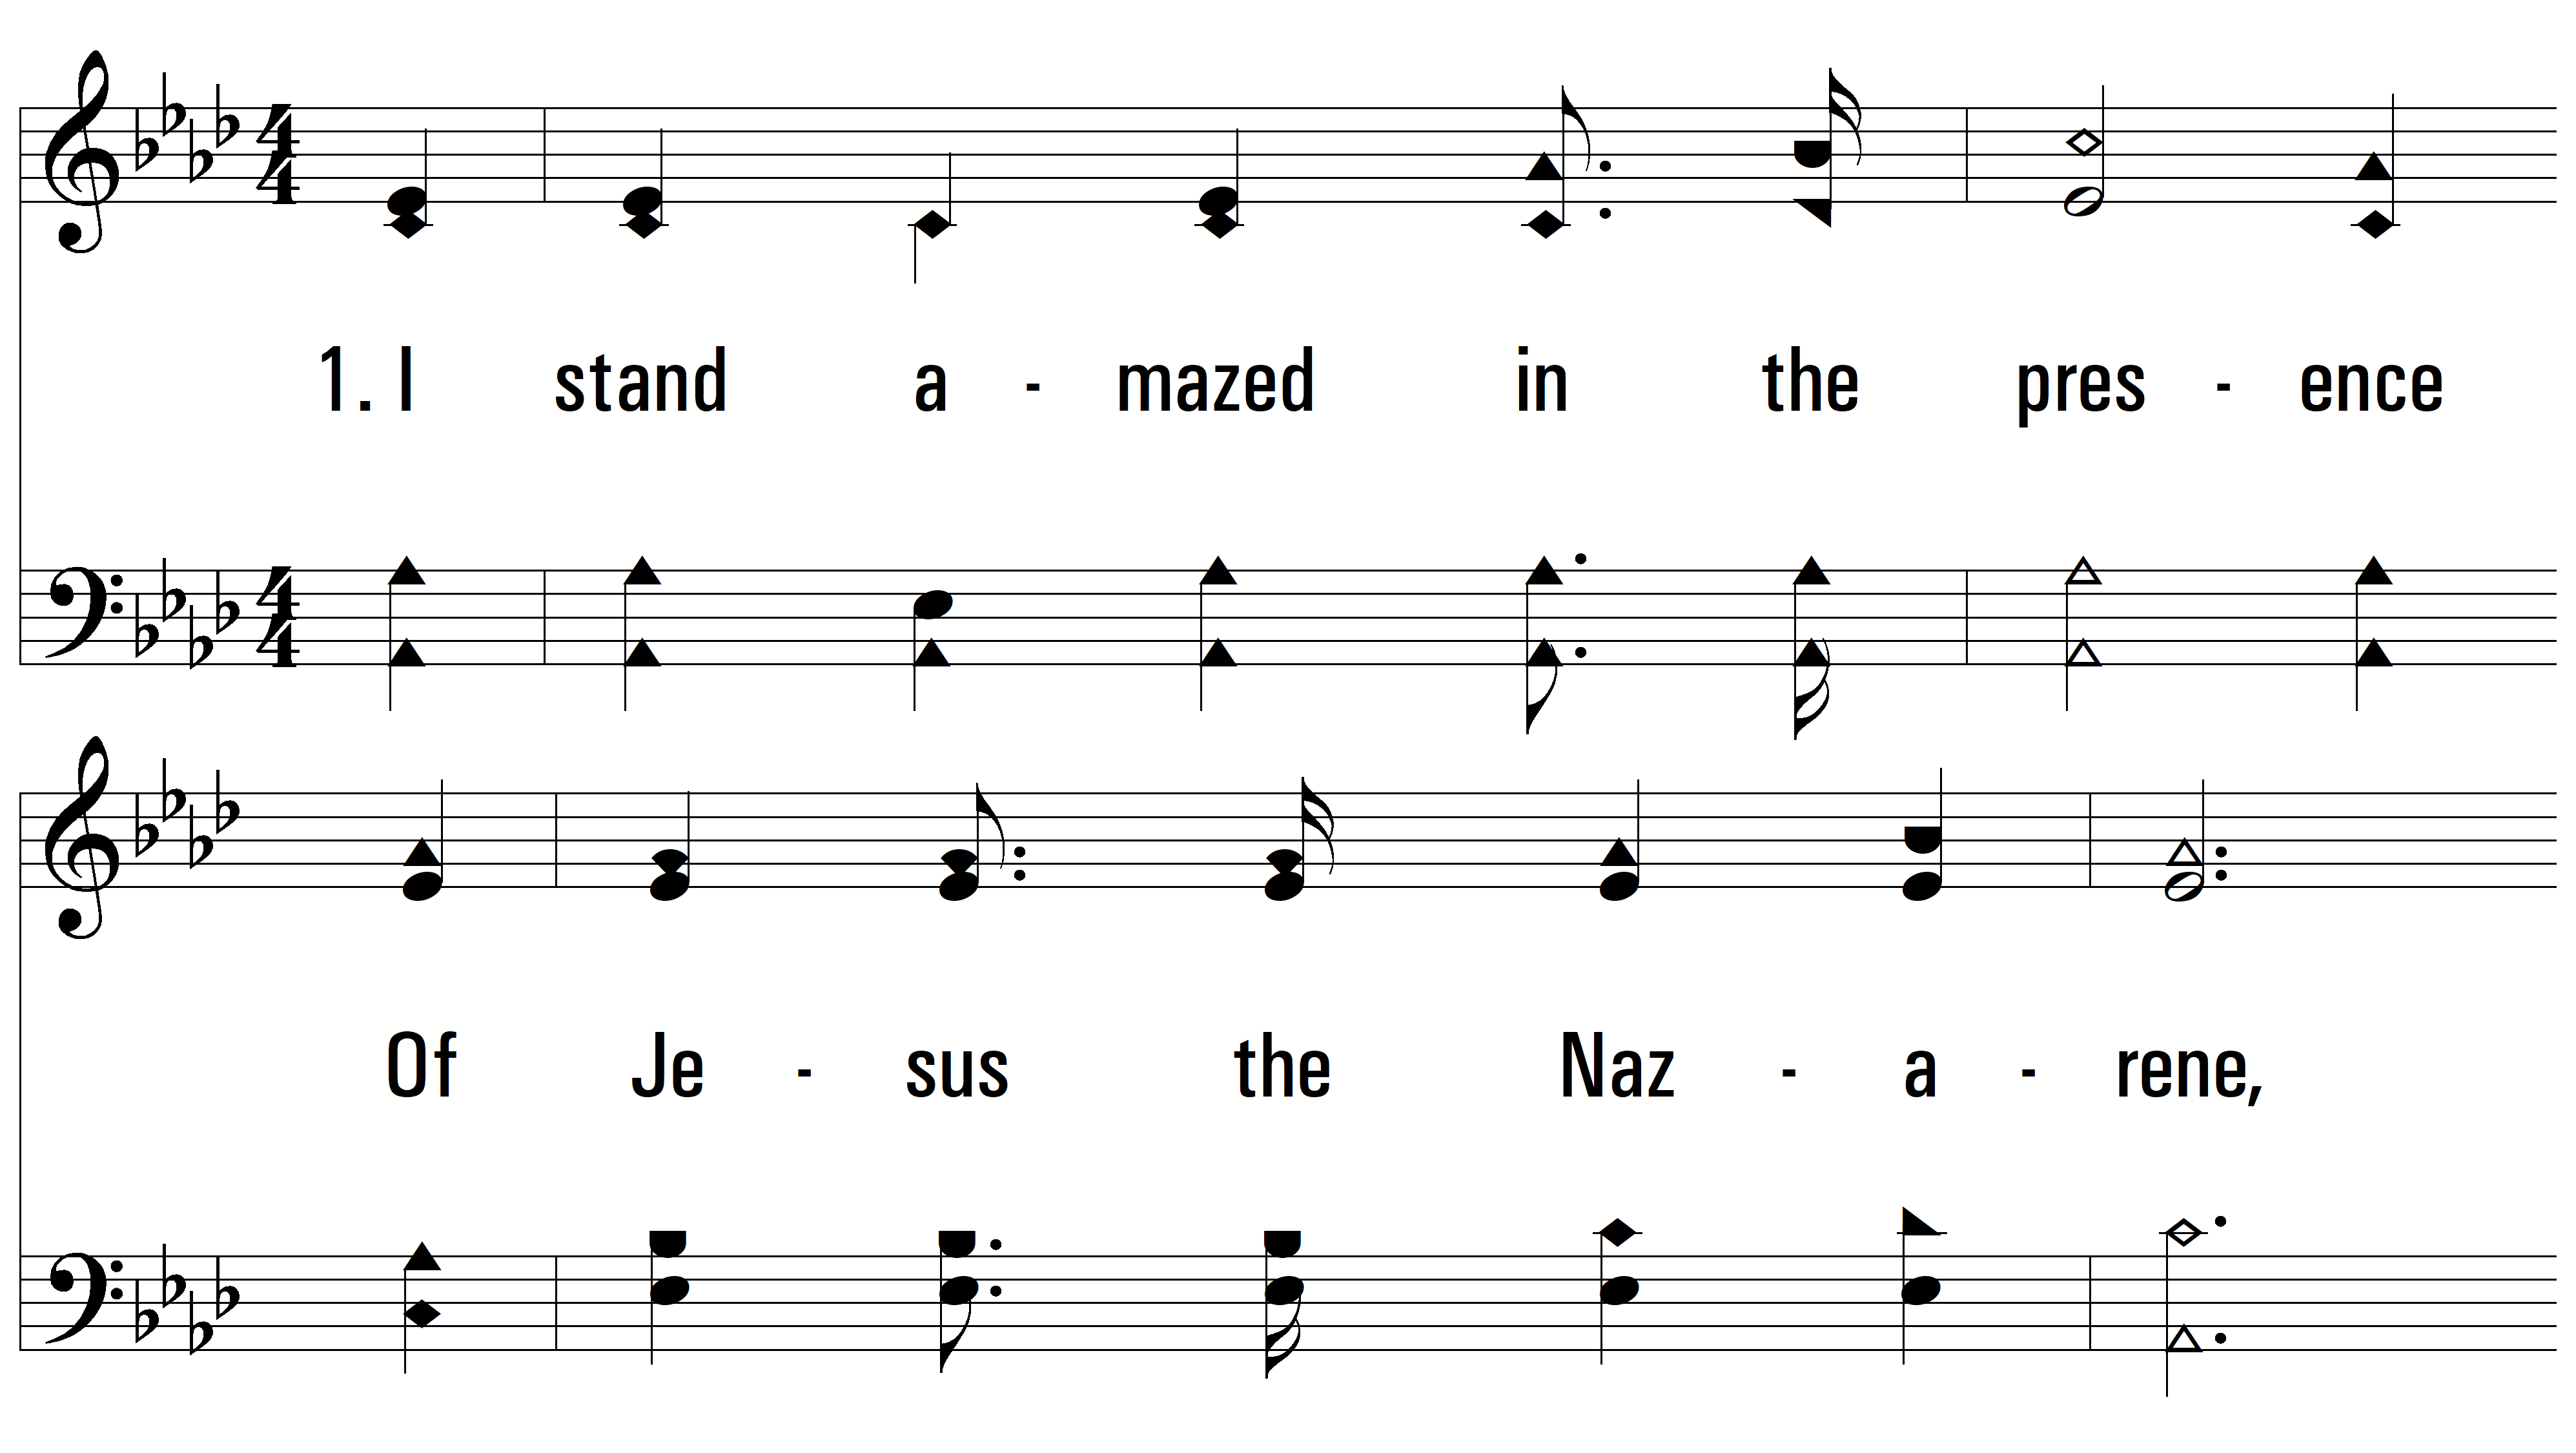 1. I stand a - mazed in the pres - ence
Of Je - sus the Naz - a - rene,